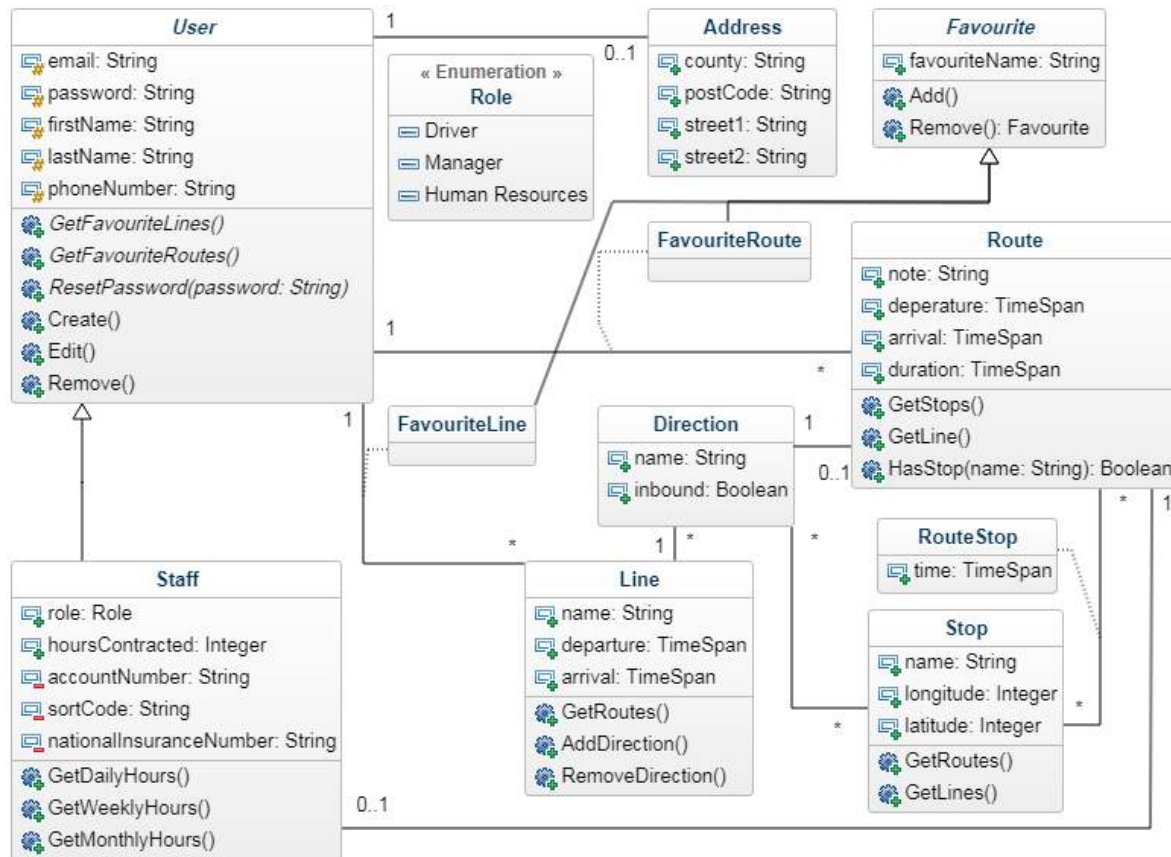 User
email: String
password: String
firstName: String
lastName: String
phoneNumber: String
GetFavouriteLines()
GetFavouriteRoutes()
ResetPassword(password: String)
Create()
Edit()
Remove()
1
0..1
« Enumeration »
Role
Driver
Manager
Human Resources
Address
county: String
postCode: String
street1: String
street2: String
Favourite
favouriteName: String
Add()
Remove(): Favourite
FavouriteRoute
Route
note: String
deperature: TimeSpan
arrival: TimeSpan
duration: TimeSpan
GetStops()
GetLine()
HasStop(name: String): Boolean
1
*
1
FavouriteLine
Direction
name: String
inbound: Boolean
1
0..1
*
1
*
1
*
*
RouteStop
time: TimeSpan
Staff
role: Role
hoursContracted: Integer
accountNumber: String
sortCode: String
nationalInsuranceNumber: String
GetDailyHours()
GetWeeklyHours()
GetMonthlyHours()
Line
name: String
departure: TimeSpan
arrival: TimeSpan
GetRoutes()
AddDirection()
RemoveDirection()
Stop
name: String
longitude: Integer
latitude: Integer
GetRoutes()
GetLines()
*
*
0..1